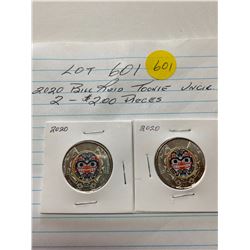 LOT 601 601
2020 BILL REID TOONIE UNCIR.
2 - $2.00 PIECES
2020 2020